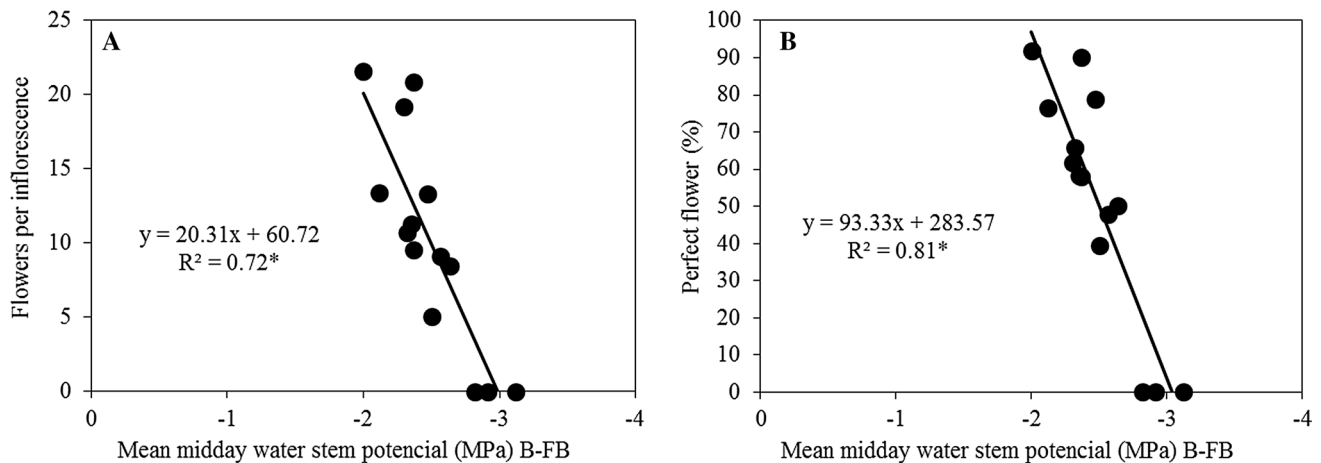 A
25
20
15
10
5
0
Flowers per inflorescence
y = 20.31x + 60.72
R² = 0.72*
0 -1 -2 -3 -4
Mean midday water stem potencial (MPa) B-FB
B
100
90
80
70
60
50
40
30
20
10
0
Perfect flower (%)
y = 93.33x + 283.57
R² = 0.81*
0 -1 -2 -3 -4
Mean midday water stem potencial (MPa) B-FB